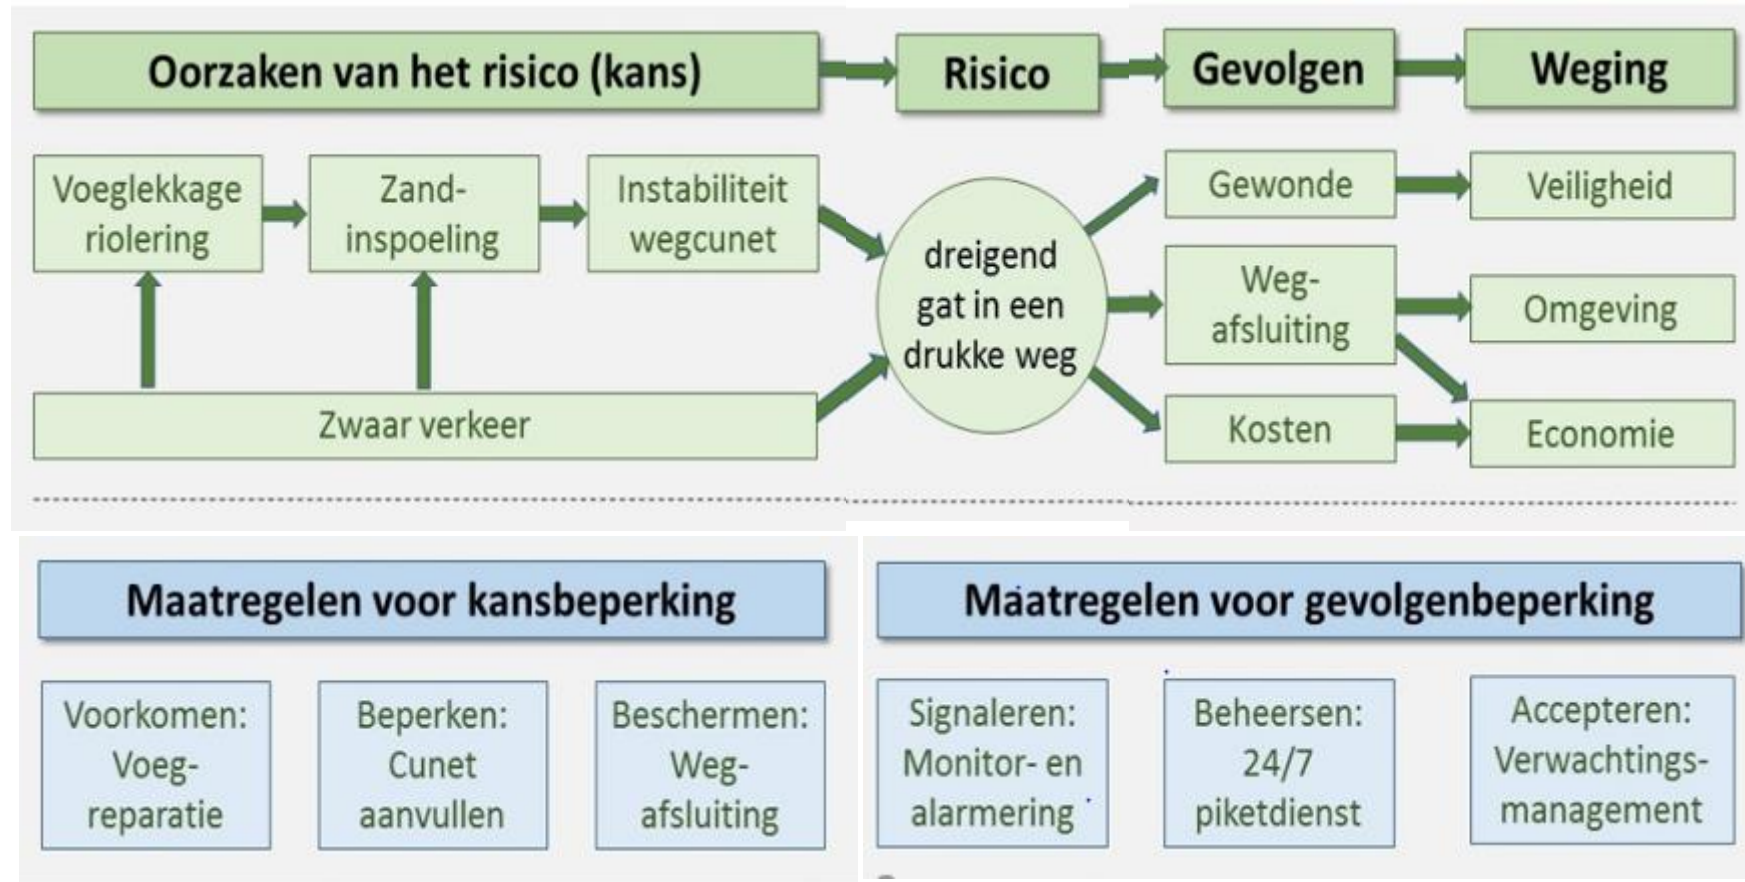 Oorzaken van het risico (kans)
Risico
Gevolgen
Weging
Voeglekkage
riolering
Zand-
inspoeling
Instabiliteit
wegcunet
Zwaar verkeer
dreigend
gat in een
drukke weg
Gewonde
Weg-
afsluiting
Kosten
Veiligheid
Omgeving
Economie
Maatregelen voor kansbeperking
Voorkomen:
Voeg-
reparatie
Beperken:
Cunet
aanvullen
Beschermen:
Weg-
afsluiting
Maatregelen voor gevolgenbeperking
Signaleren:
Monitor- en
alarmering
Beheersen:
24/7
piketdienst
Accepteren:
Verwachtings-
management